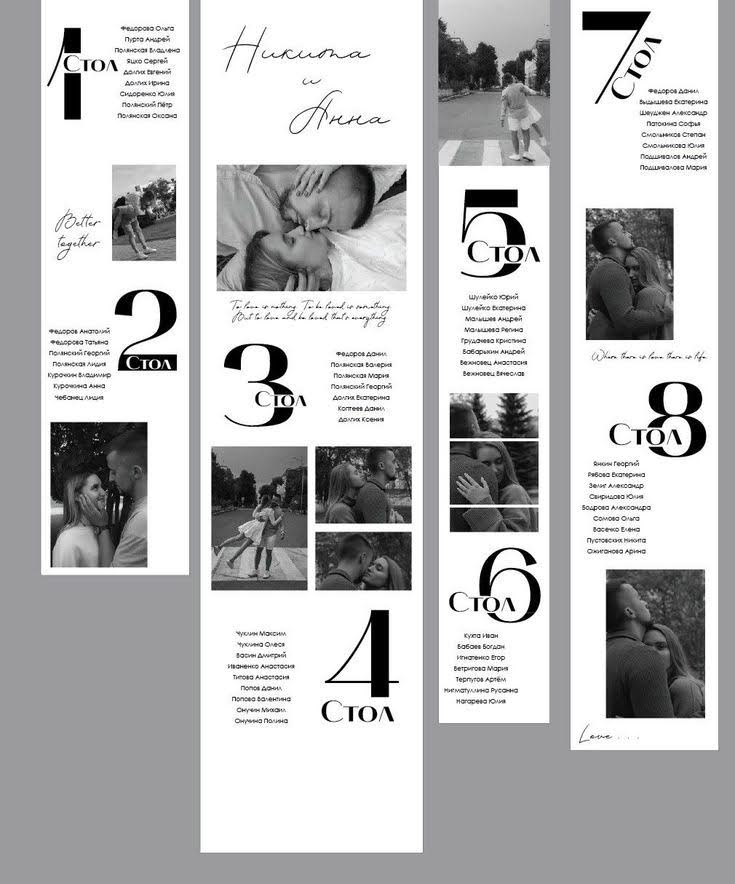 1
Стол
Федорова Ольга
Пурта Андрей
Полянская Владлена
Яцко Сергей
Долгих Евгений
Долгих Ирина
Сидоренко Юлия
Полянский Пётр
Полянская Оксана
Better
together
2
Стол
Федоров Анатолий
Федорова Татьяна
Полянский Георгий
Полянская Лидия
Курочкин Владимир
Курочкина Анна
Чебанец Лидия
Никита
и
Анна
To love is nothing. To be loved is something.
But to love and be loved, that's everything
3
Стол
Федоров Данил
Полянская Валерия
Полянская Мария
Полянский Георгий
Долгих Екатерина
Коптеев Данил
Долгих Ксения
4
Стол
Чуклин Максим
Чуклина Олеся
Васин Дмитрий
Иваненко Анастасия
Титова Анастасия
Попов Данил
Попова Валентина
Онучин Михаил
Онучина Полина
5
Стол
Шулейко Юрий
Шулейко Екатерина
Малышев Андрей
Малышева Регина
Грудачева Кристина
Бабарыкин Андрей
Вежновец Анастасия
Вежновец Вячеслав
6
Стол
Кухта Иван
Бабаев Богдан
Игнатенко Егор
Бетригова Мария
Терпугов Артём
Нигматуллина Русанна
Нагарева Юлия
7
Стол
Федоров Данил
Выдышева Екатерина
Шеуджен Александр
Патокина Софья
Смольников Степан
Смольникова Юлия
Подшивалов Андрей
Подшивалова Мария
Where there is love there is life
8
Стол
Янкин Георгий
Рябова Екатерина
Зелиг Александр
Свиридова Юлия
Бодрова Александра
Сомова Ольга
Васечко Елена
Пустовских Никита
Ожиганова Арина
Love . . .